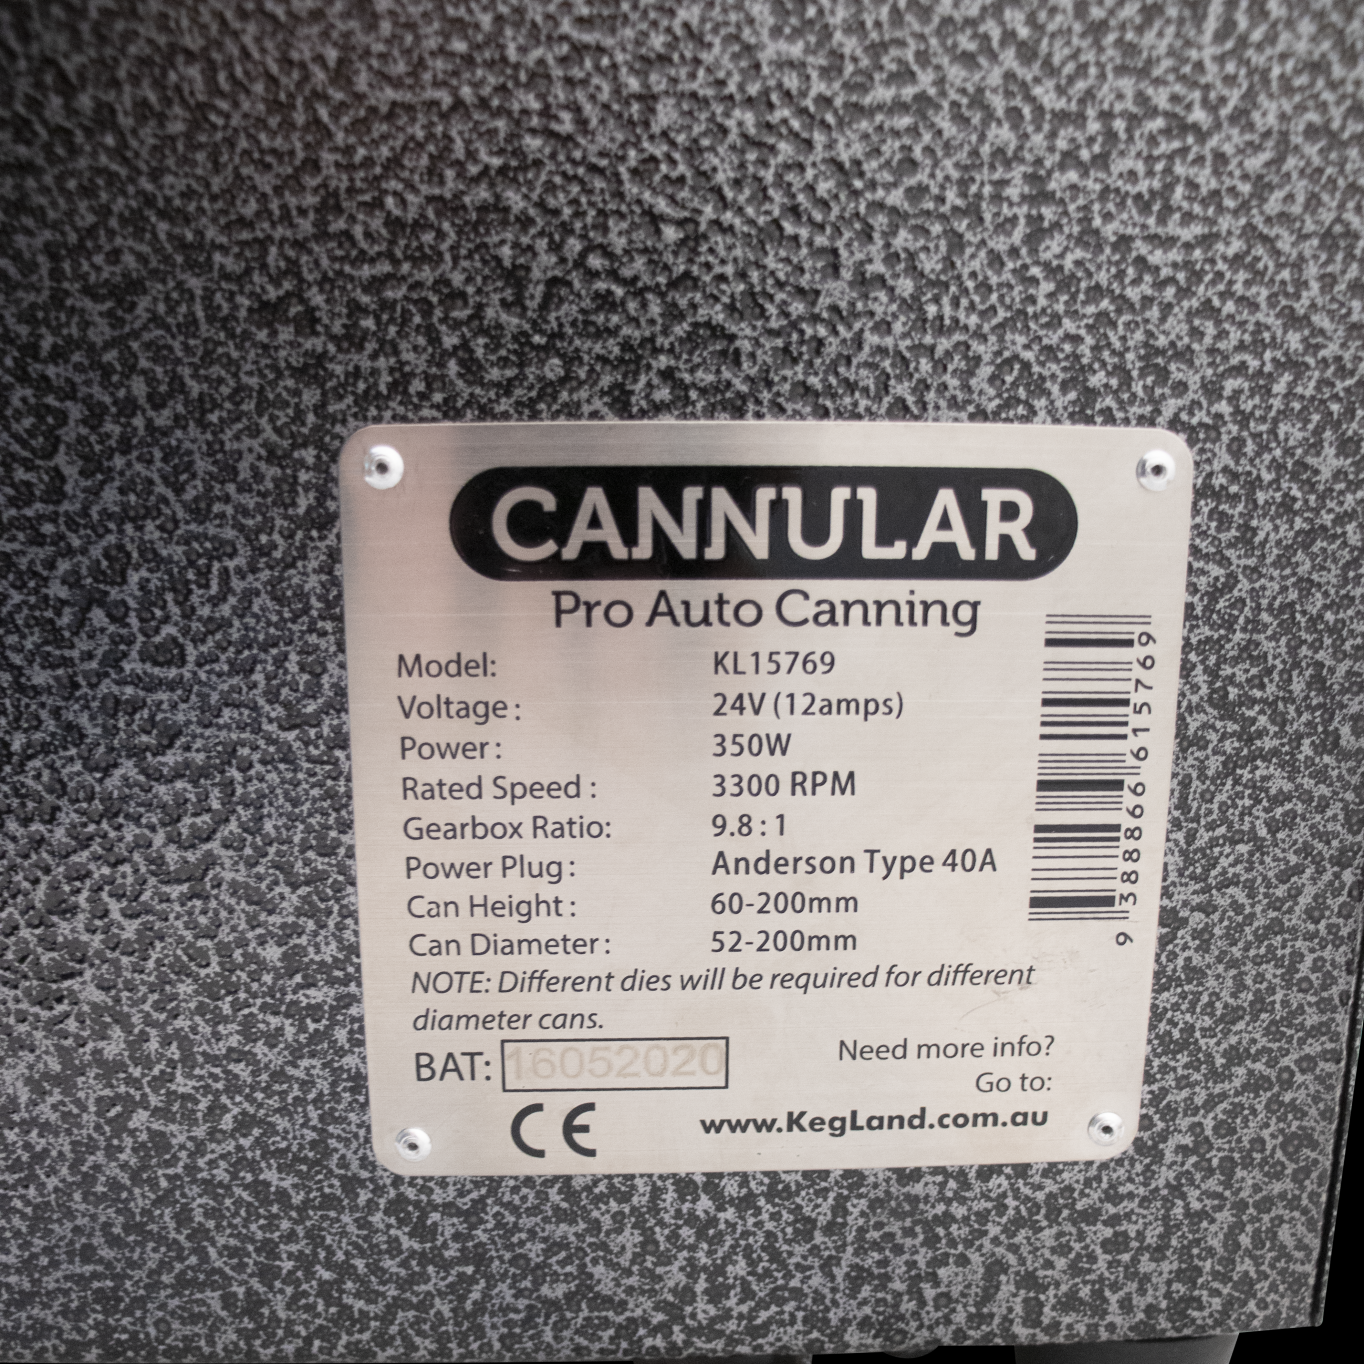 CANNULAR
Pro Auto Canning
Model: KL15769
Voltage : 24V (12amps)
Power : 350W
Rated Speed : 3300 RPM
Gearbox Ratio: 9.8 : 1
Power Plug : Anderson Type 40A
Can Height : 60-200mm
Can Diameter : 52-200mm
NOTE: Different dies will be required for different
diameter cans.
BAT: 16052020
CE
Need more info?
Go to:
www.KegLand.com.au
9 388866 615769